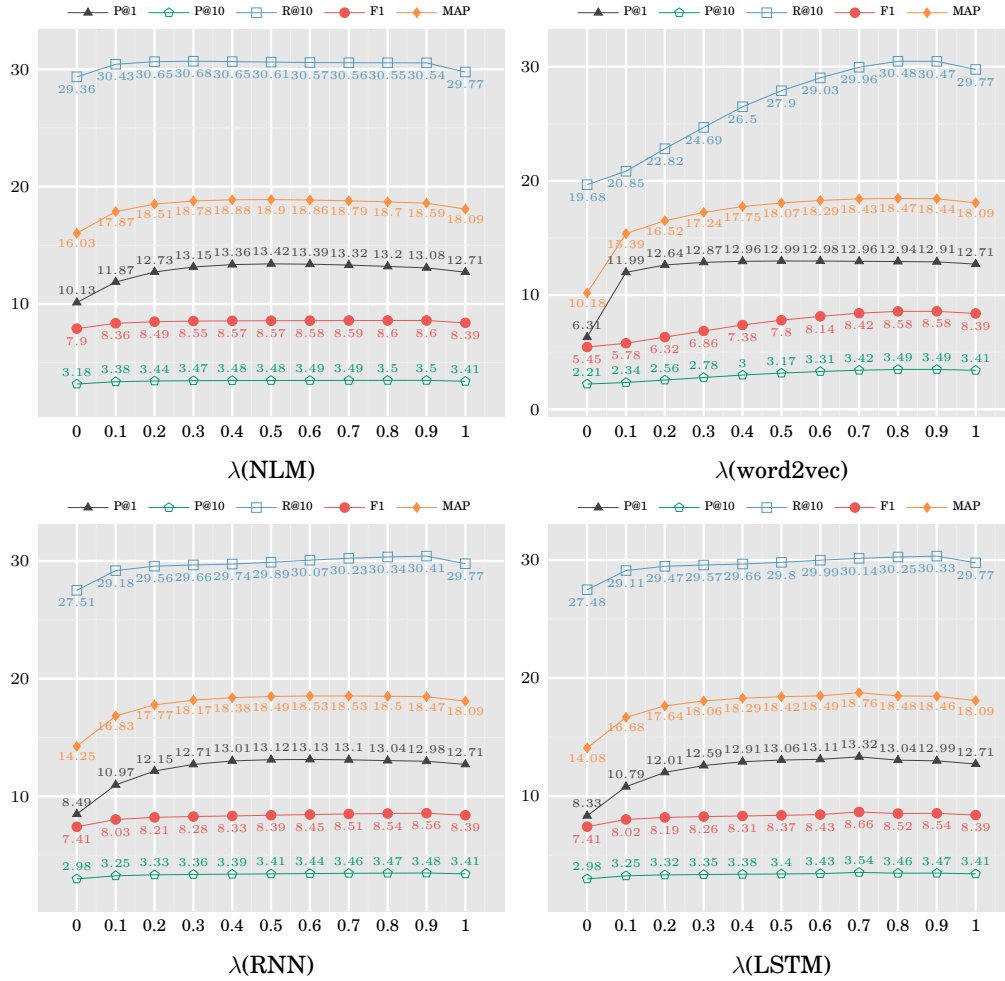 P@1 P@10 R@10 F1 MAP
30
20
10
29.36 30.43 30.65 30.68 30.65 30.61 30.57 30.56 30.55 30.54 29.77
16.03 17.87 18.51 18.78 18.88 18.9 18.86 18.79 18.7 18.59 18.09
10.13 11.87 12.73 13.15 13.36 13.42 13.39 13.32 13.2 13.08 12.71
7.9 8.36 8.49 8.55 8.57 8.57 8.58 8.59 8.6 8.6 8.39
3.18 3.38 3.44 3.47 3.48 3.48 3.49 3.49 3.5 3.5 3.41
0 0.1 0.2 0.3 0.4 0.5 0.6 0.7 0.8 0.9 1
λ(NLM)
P@1 P@10 R@10 F1 MAP
30
20
10
0
19.68 20.85 22.82 24.69 26.5 27.9 29.03 29.96 30.48 30.47 29.77
10.18 15.39 16.52 17.24 17.75 18.07 18.29 18.43 18.47 18.44 18.09
6.31 11.99 12.64 12.87 12.96 12.99 12.98 12.96 12.94 12.91 12.71
5.45 5.78 6.32 6.86 7.38 7.8 8.14 8.42 8.58 8.58 8.39
2.21 2.34 2.56 2.78 3 3.17 3.31 3.42 3.49 3.49 3.41
0 0.1 0.2 0.3 0.4 0.5 0.6 0.7 0.8 0.9 1
λ(word2vec)
P@1 P@10 R@10 F1 MAP
30
20
10
27.51 29.18 29.56 29.66 29.74 29.89 30.07 30.23 30.34 30.41 29.77
14.25 16.83 17.77 18.17 18.38 18.49 18.53 18.53 18.5 18.47 18.09
8.49 10.97 12.15 12.71 13.01 13.12 13.13 13.1 13.04 12.98 12.71
7.41 8.03 8.21 8.28 8.33 8.39 8.45 8.51 8.54 8.56 8.39
2.98 3.25 3.33 3.36 3.39 3.41 3.44 3.46 3.47 3.48 3.41
0 0.1 0.2 0.3 0.4 0.5 0.6 0.7 0.8 0.9 1
λ(RNN)
P@1 P@10 R@10 F1 MAP
30
20
10
27.48 29.11 29.47 29.57 29.66 29.8 29.99 30.14 30.25 30.33 29.77
14.08 16.68 17.64 18.06 18.29 18.42 18.49 18.76 18.48 18.46 18.09
8.33 10.79 12.01 12.59 12.91 13.06 13.11 13.32 13.04 12.99 12.71
7.41 8.02 8.19 8.26 8.31 8.37 8.43 8.66 8.52 8.54 8.39
2.98 3.25 3.32 3.35 3.38 3.4 3.43 3.54 3.46 3.47 3.41
0 0.1 0.2 0.3 0.4 0.5 0.6 0.7 0.8 0.9 1
λ(LSTM)